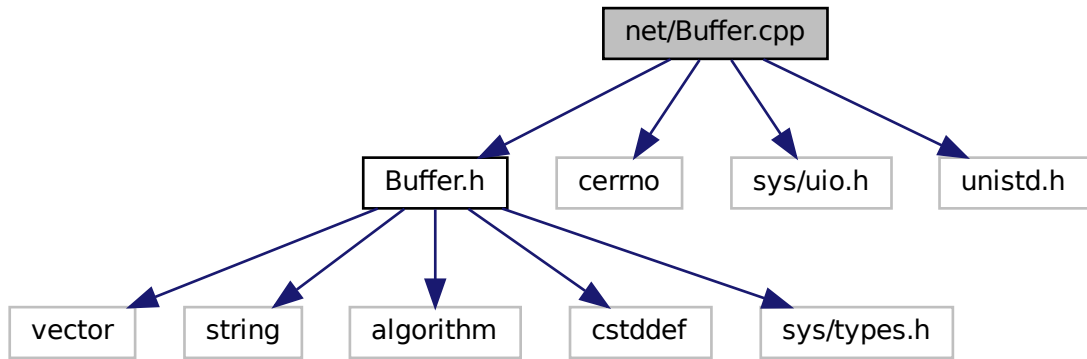 net/Buffer.cpp
Buffer.h
cerrno
sys/uio.h
unistd.h
vector
string
algorithm
cstddef
sys/types.h